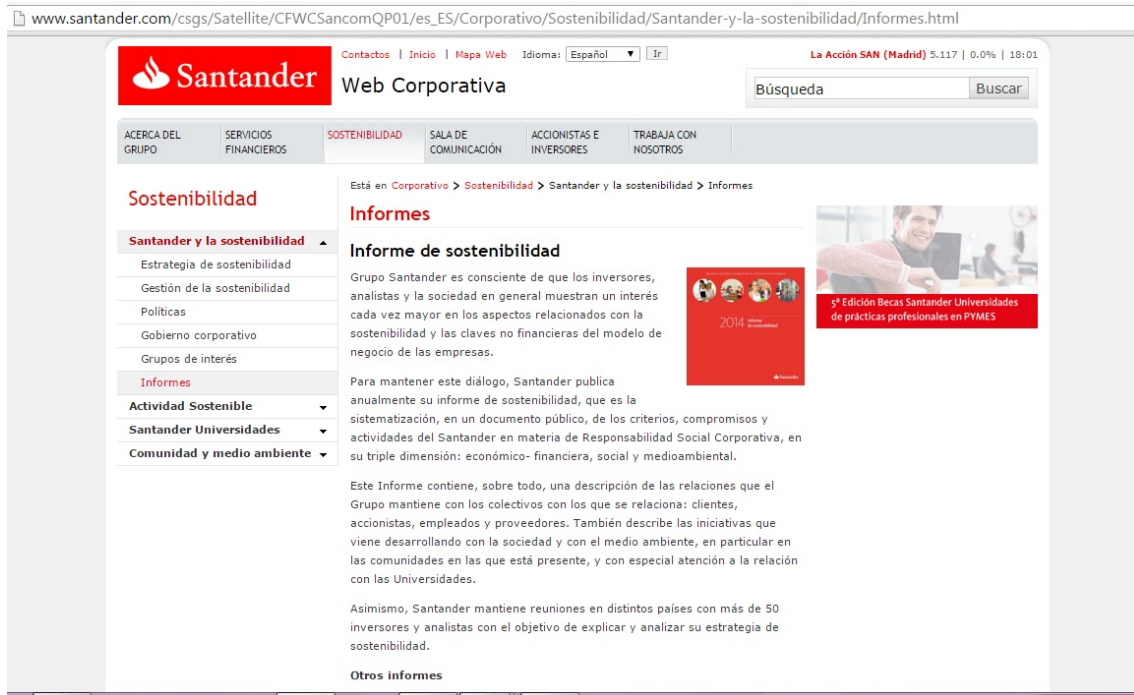 www.santander.com/csgs/Satellite/CFWCSancomQP01/es_ES/Corporativo/Sostenibilidad/Santander-y-la-sostenibilidad/Informes.html
Santander
Contactos | Inicio | Mapa Web Idioma: Español Ir
La Acción SAN (Madrid) 5.117 | 0.0% | 18:01
Web Corporativa
Búsqueda Buscar
ACERCA DEL GRUPO
SERVICIOS FINANCIEROS
SOSTENIBILIDAD
SALA DE COMUNICACIÓN
ACCIONISTAS E INVERSORES
TRABAJA CON NOSOTROS
Sostenibilidad
Santander y la sostenibilidad
Estrategia de sostenibilidad
Gestión de la sostenibilidad
Políticas
Gobierno corporativo
Grupos de interés
Informes
Actividad Sostenible
Santander Universidades
Comunidad y medio ambiente
Está en Corporativo > Sostenibilidad > Santander y la sostenibilidad > Informes
Informes
Informe de sostenibilidad
Grupo Santander es consciente de que los inversores,
analistas y la sociedad en general muestran un interés
cada vez mayor en los aspectos relacionados con la
sostenibilidad y las claves no financieras del modelo de
negocio de las empresas.
Para mantener este diálogo, Santander publica
anualmente su informe de sostenibilidad, que es la
sistematización, en un documento público, de los criterios, compromisos y
actividades del Santander en materia de Responsabilidad Social Corporativa, en
su triple dimensión: económico- financiera, social y medioambiental.
Este Informe contiene, sobre todo, una descripción de las relaciones que el
Grupo mantiene con los colectivos con los que se relaciona: clientes,
accionistas, empleados y proveedores. También describe las iniciativas que
viene desarrollando con la sociedad y con el medio ambiente, en particular en
las comunidades en las que está presente, y con especial atención a la relación
con las Universidades.
Asimismo, Santander mantiene reuniones en distintos países con más de 50
inversores y analistas con el objetivo de explicar y analizar su estrategia de
sostenibilidad.
Otros informes
2014 informe
de sostenibilidad
Santander
5ª Edición Becas Santander Universidades
de prácticas profesionales en PYMES